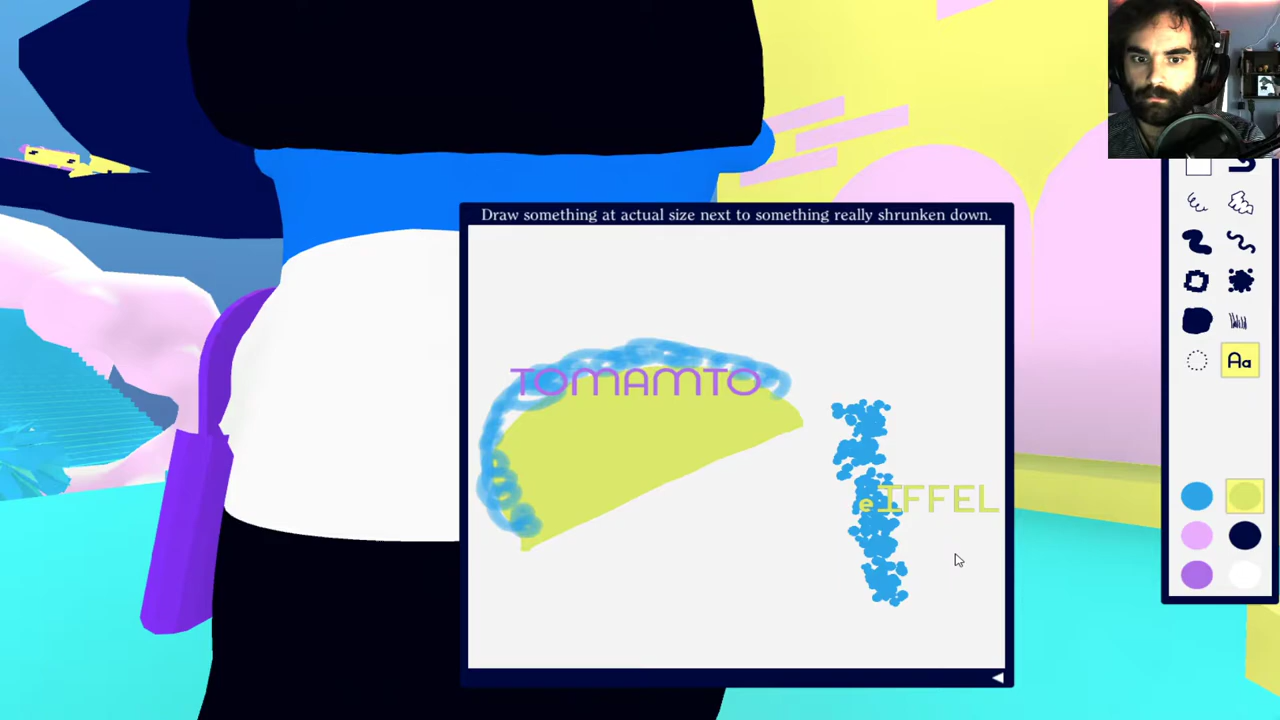 Draw something at actual size next to something really shrunken down.
TOMAMTO
eIFFEL
Aa